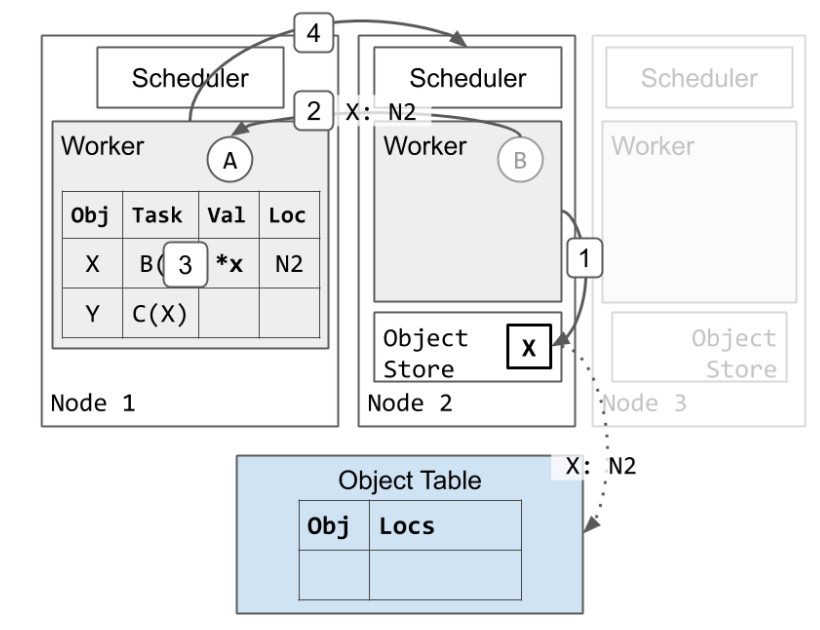 4
Scheduler
Scheduler
Scheduler
2
X: N2
Worker
A
Worker
B
Worker
Obj Task Val Loc
X B( 3 *x N2
Y C(X)
1
Object
Store
X
Object
Store
Node 1
Node 2
Node 3
X: N2
Object Table
Obj Locs